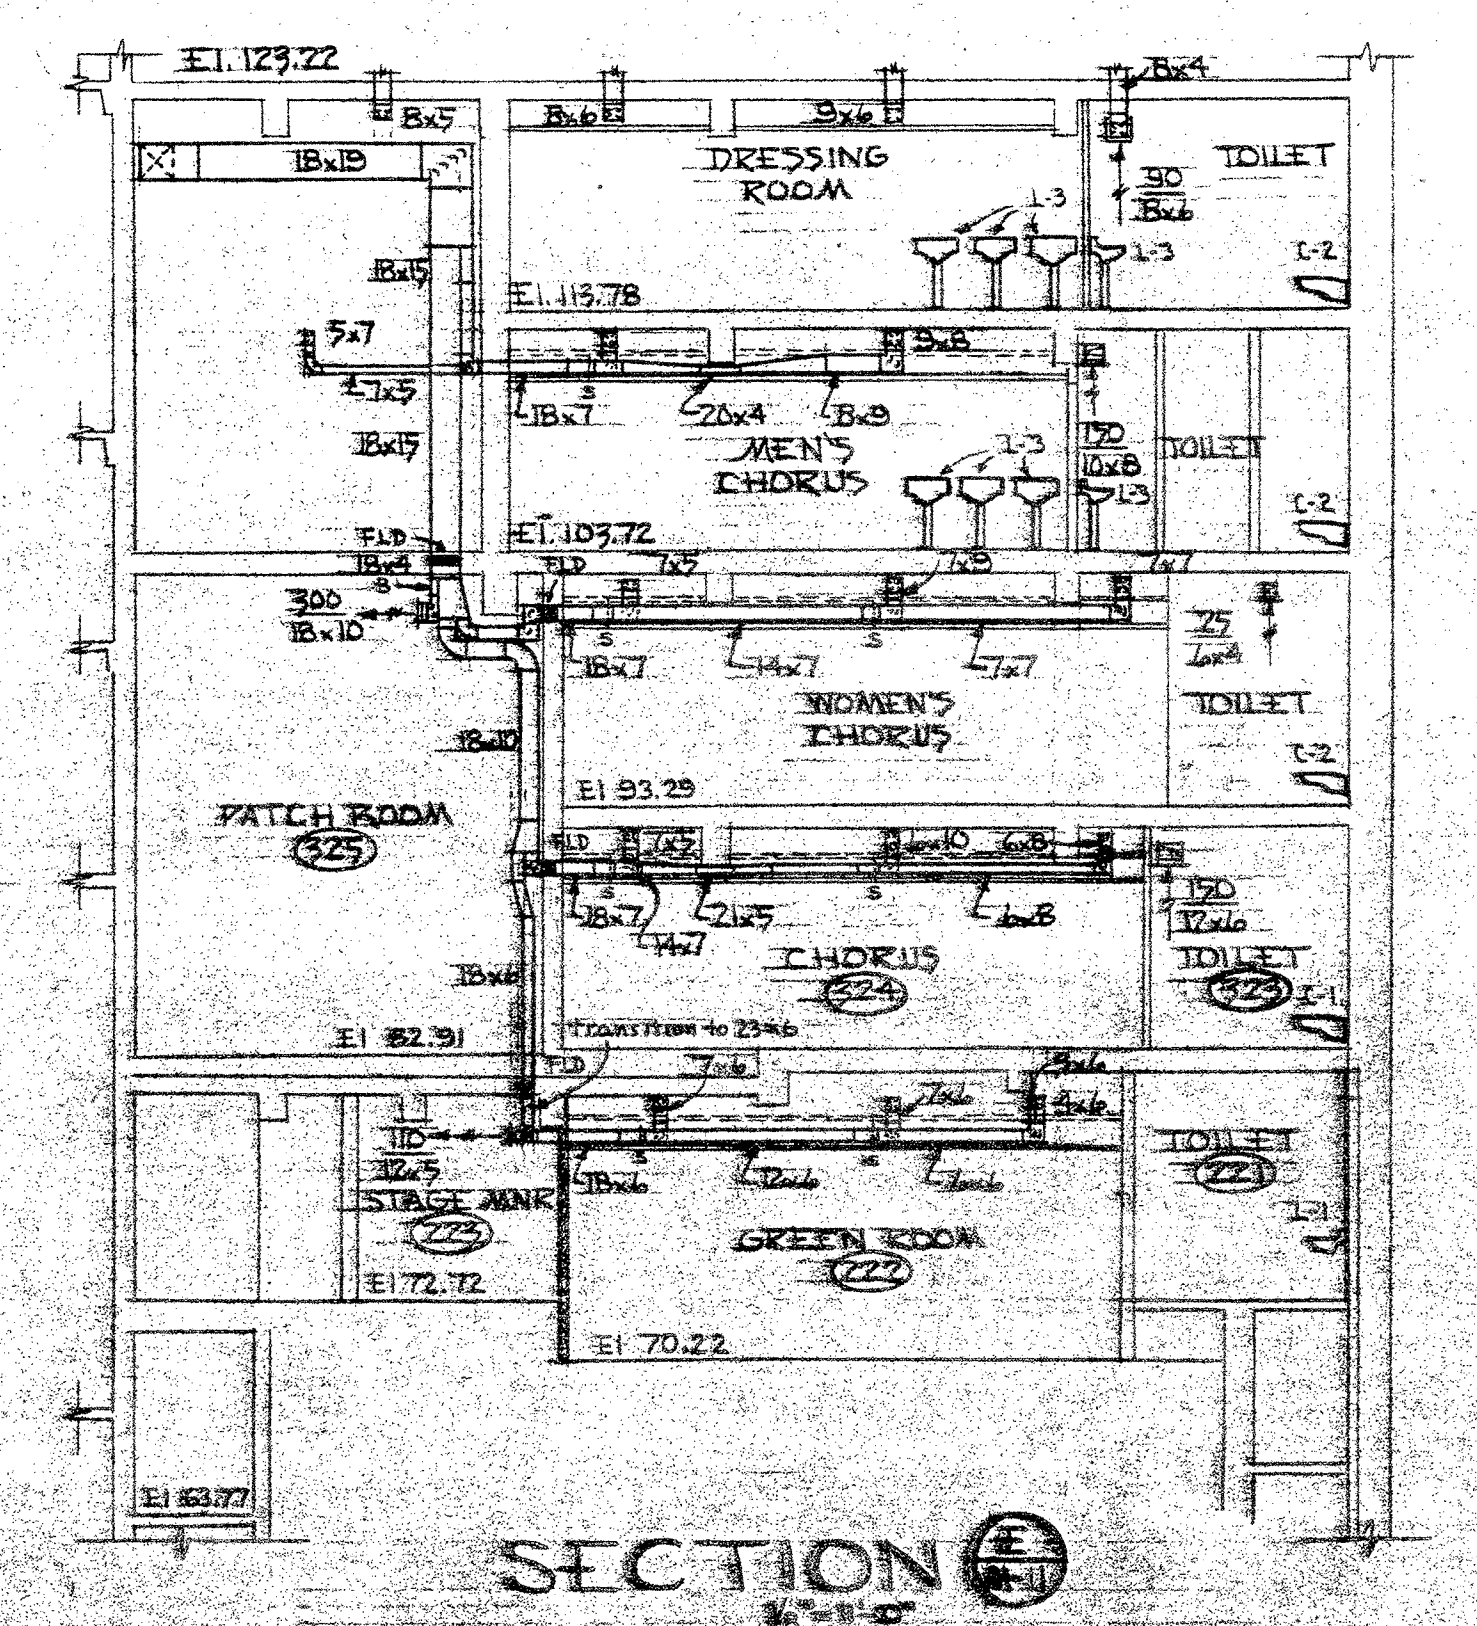 El. 123.22
8x5
8x6
9x6
8x4
18x19
DRESSING
ROOM
TOILET
90
8x6
L-3
L-3
C-2
18x15
El. 113.78
5x7
9x8
7x5
18x7
20x4
8x9
18x15
MEN'S
CHORUS
L-3
150
10x8
TOILET
L-3
C-2
El. 103.72
FLD
18x4
FLD
7x5
7x9
7x7
300
18x10
S
S
18x7
14x7
7x7
25
6x4
WOMEN'S
CHORUS
TOILET
18x10
C-2
El 93.29
PATCH ROOM
325
FLD
7x5
6x10
6x8
S
S
18x7
21x5
6x8
14x7
150
12x6
CHORUS
324
TOILET
323
18x6
El 82.91
transition to 23x6
FLD
7x6
9x6
7x6
9x6
110
12x5
S
18x6
12x6
7x6
TOILET
221
STAGE MNR
223
L-1
GREEN ROOM
222
El 72.72
El 70.22
El 63.77
SECTION